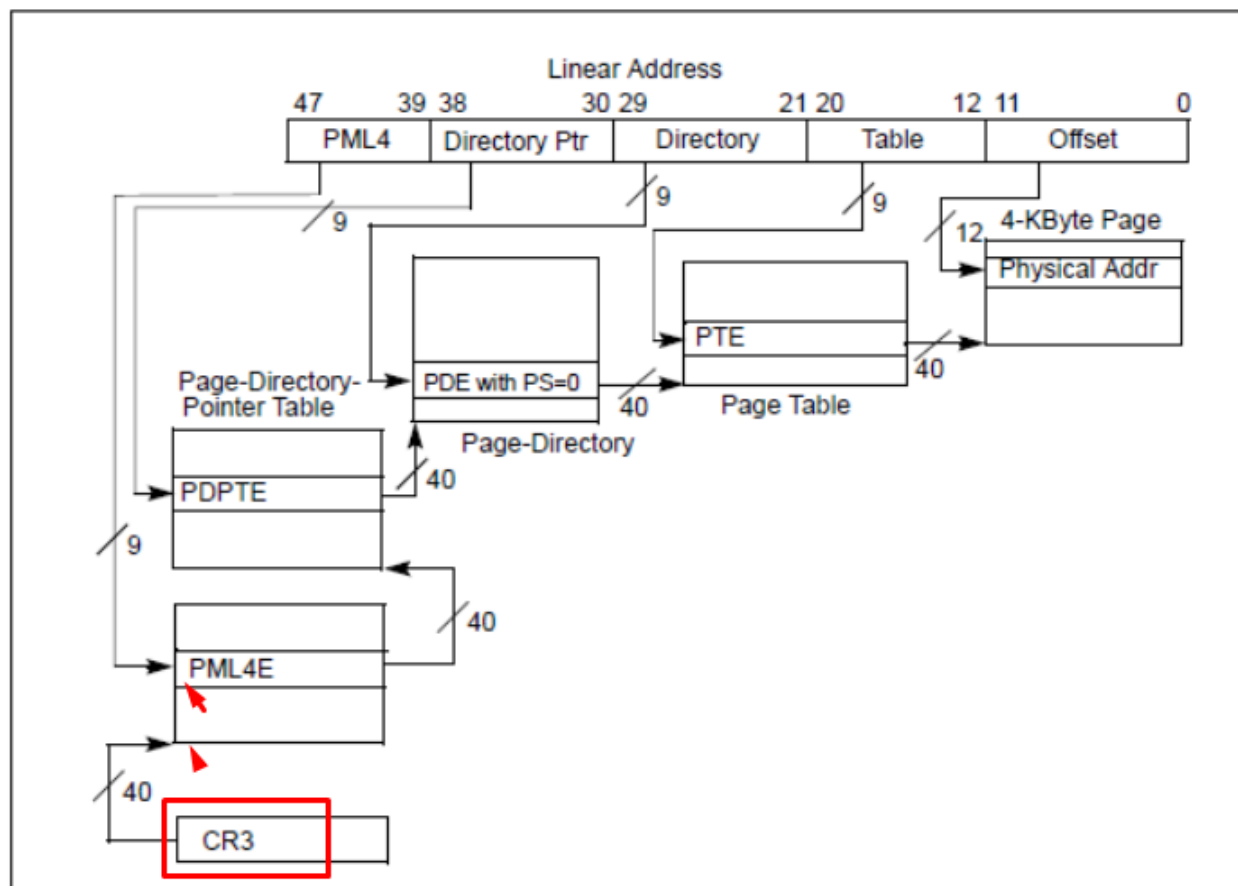 Linear Address
47 39 38 30 29 21 20 12 11 0
PML4 Directory Ptr Directory Table Offset
9 9 9
12 4-KByte Page
Physical Addr
PTE
40
PDE with PS=0
40
Page Table
Page-Directory-
Pointer Table
Page-Directory
40
PDPTE
9
40
PML4E
40
CR3